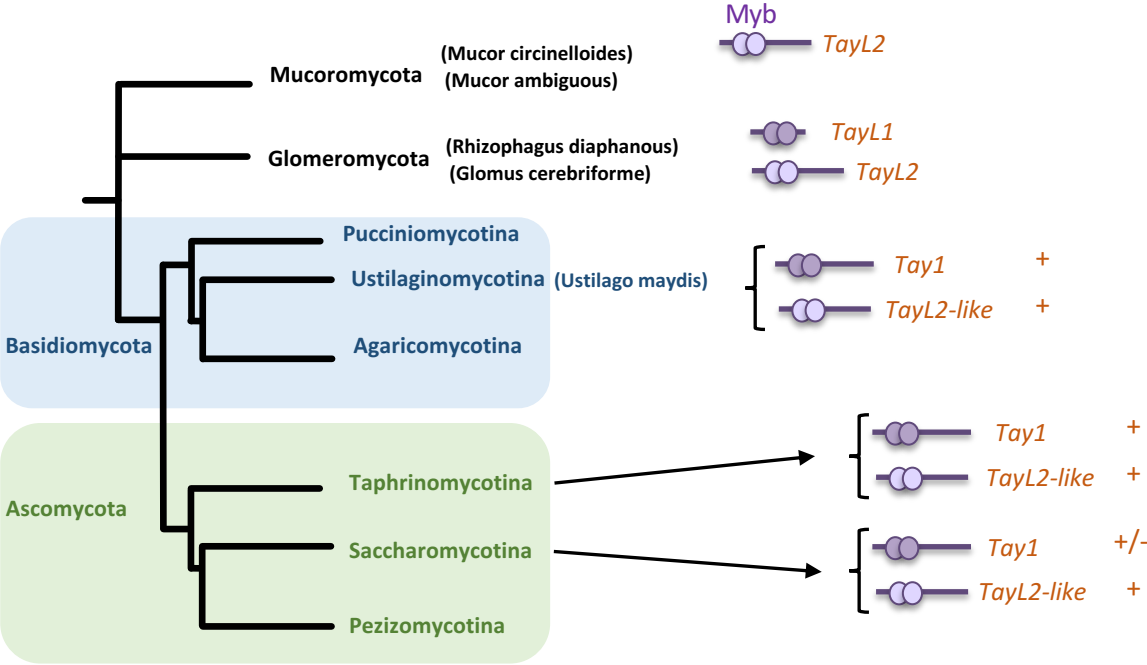 Myb
TayL2
(Mucor circinelloides)
Mucoromycota
(Mucor ambiguous)
TayL1
Glomeromycota
(Rhizophagus diaphanous)
(Glomus cerebriforme)
TayL2
Pucciniomycotina
Tay1 +
Ustilaginomycotina (Ustilago maydis)
TayL2-like +
Basidiomycota
Agaricomycotina
Tay1 +
Taphrinomycotina
TayL2-like +
Ascomycota
Saccharomycotina
Tay1 +/-
TayL2-like +
Pezizomycotina